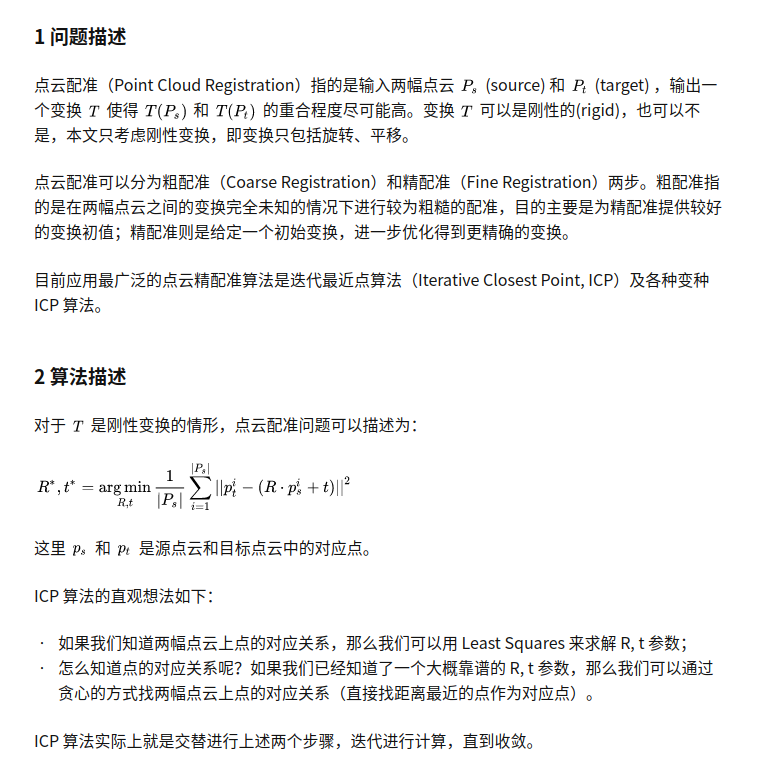 1 问题描述
点云配准（Point Cloud Registration）指的是输入两幅点云 Pₛ (source) 和 Pₜ (target) ，输出一
个变换 T 使得 T(Pₛ) 和 T(Pₜ) 的重合程度尽可能高。变换 T 可以是刚性的(rigid)，也可以不
是，本文只考虑刚性变换，即变换只包括旋转、平移。
点云配准可以分为粗配准（Coarse Registration）和精配准（Fine Registration）两步。粗配准指
的是在两幅点云之间的变换完全未知的情况下进行较为粗糙的配准，目的主要是为精配准提供较好
的变换初值；精配准则是给定一个初始变换，进一步优化得到更精确的变换。
目前应用最广泛的点云精配准算法是迭代最近点算法（Iterative Closest Point, ICP）及各种变种
ICP 算法。
2 算法描述
对于 T 是刚性变换的情形，点云配准问题可以描述为：
R*, t* = arg min_{R,t} \frac{1}{|P_s|} \sum_{i=1}^{|P_s|} ||p_t^i − (R · p_s^i + t)||²
这里 pₛ 和 pₜ 是源点云和目标点云中的对应点。
ICP 算法的直观想法如下：
· 如果我们知道两幅点云上点的对应关系，那么我们可以用 Least Squares 来求解 R, t 参数；
· 怎么知道点的对应关系呢？如果我们已经知道了一个大概靠谱的 R, t 参数，那么我们可以通过
贪心的方式找两幅点云上点的对应关系（直接找距离最近的点作为对应点）。
ICP 算法实际上就是交替进行上述两个步骤，迭代进行计算，直到收敛。